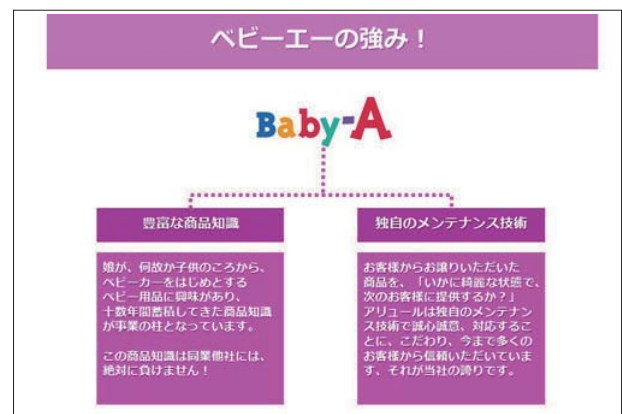 ベビーエーの強み！
Baby-A
豊富な商品知識
娘が、何故か子供のころから、
ベビーカーをはじめとする
ベビー用品に興味があり、
十数年間蓄積してきた商品知識
が事業の柱となっています。
この商品知識は同業他社には、
絶対に負けません！
独自のメンテナンス技術
お客様からお譲りいただいた
商品を、「いかに綺麗な状態で、
次のお客様に提供するか？」
アリュールは独自のメンテナン
ス技術で誠心誠意、対応するこ
とに、こだわり、今まで多くの
お客様から信頼いただいていま
す、それが当社の誇りです。